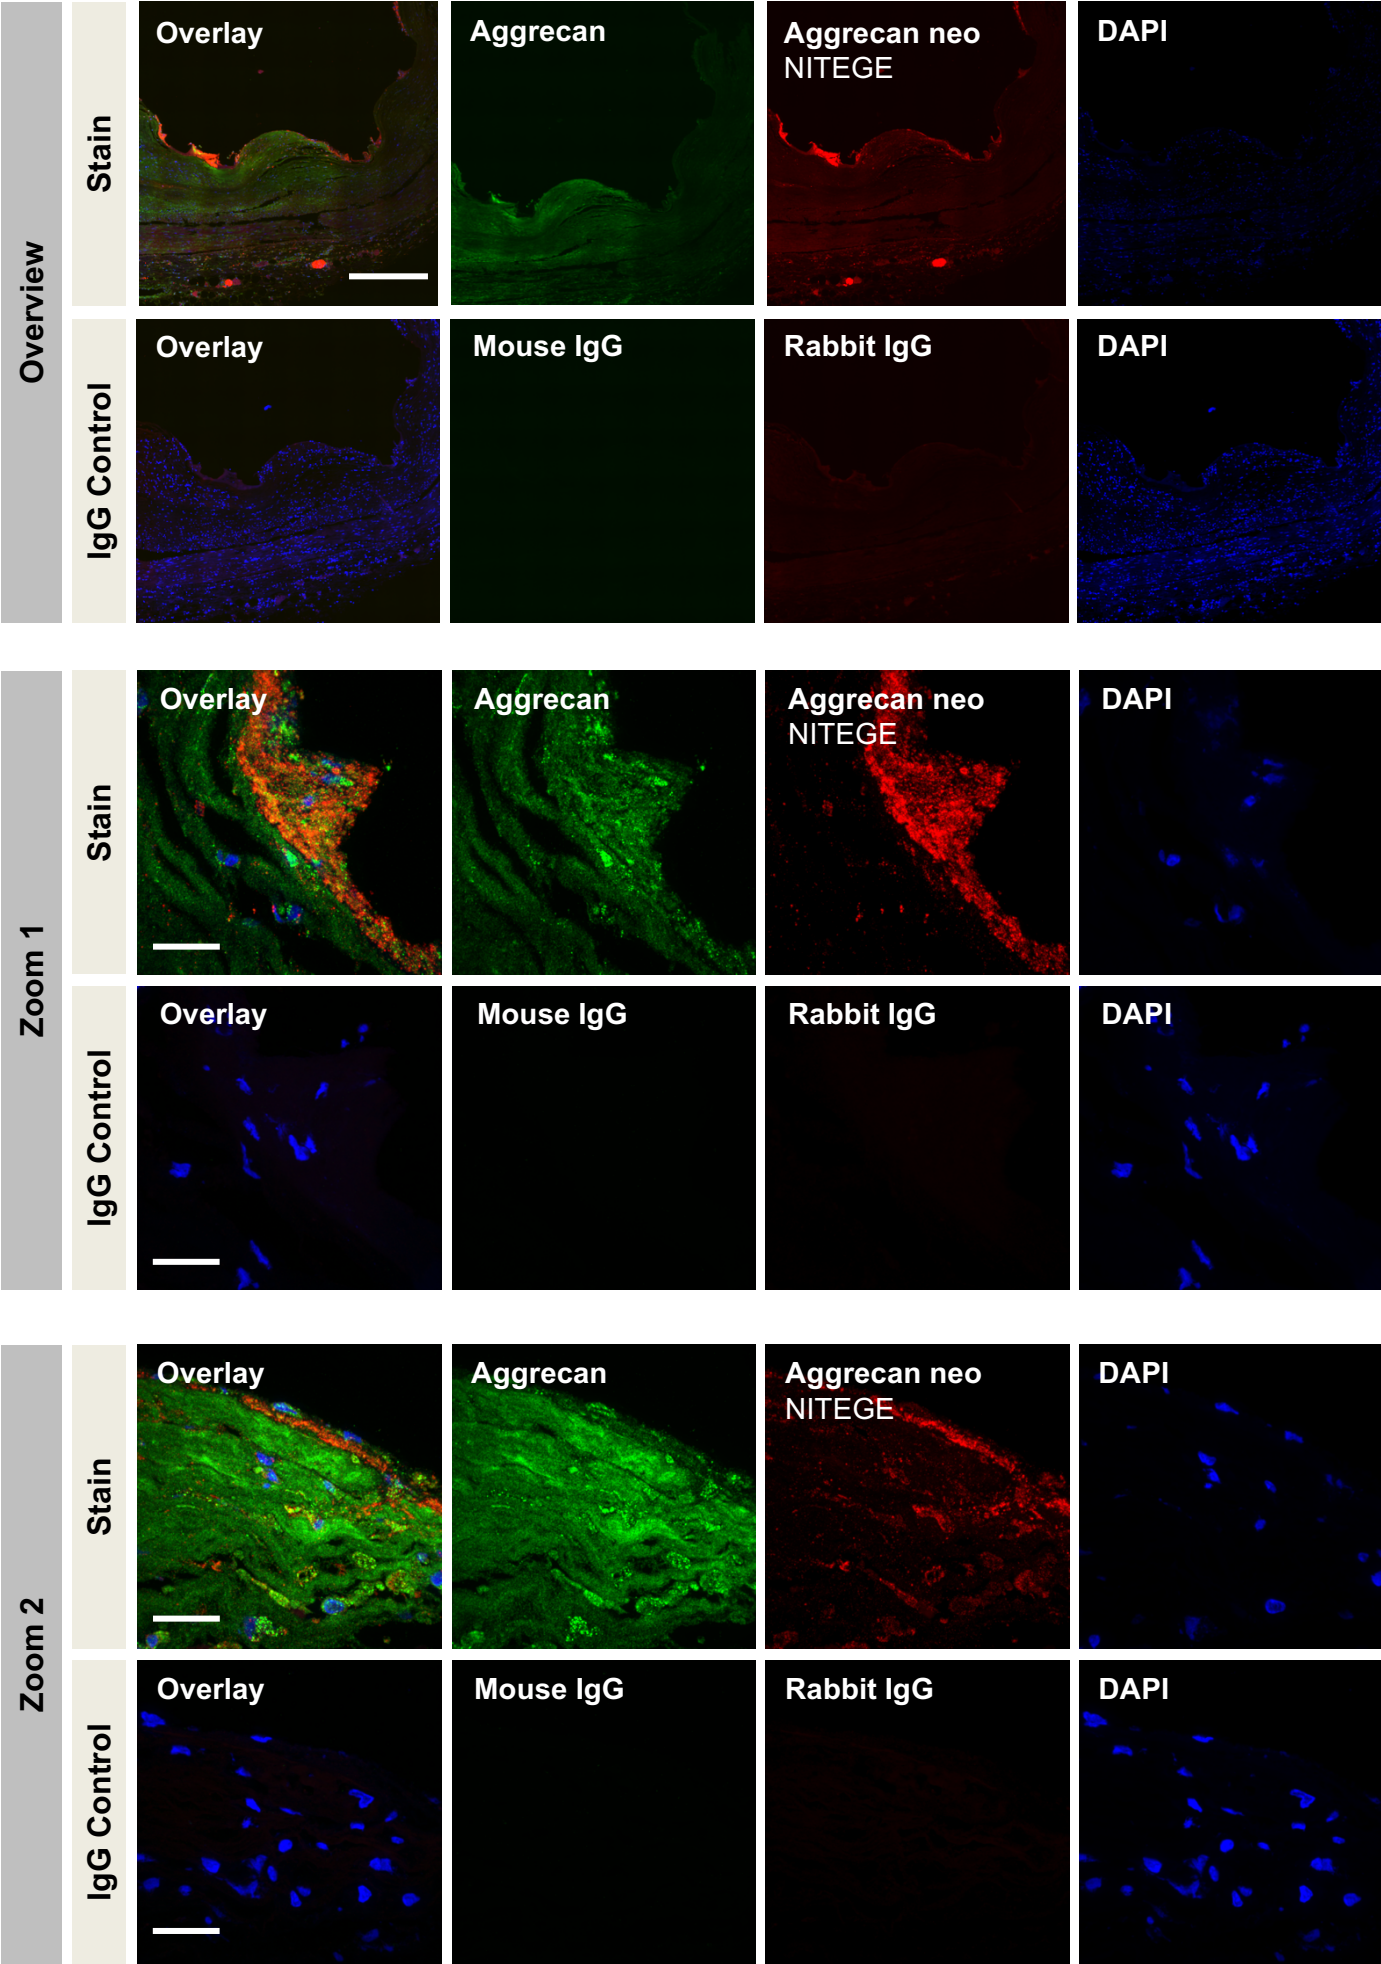 Overview
Stain
Overlay
Aggrecan
Aggrecan neo
NITEGE
DAPI
IgG Control
Overlay
Mouse IgG
Rabbit IgG
DAPI
Zoom 1
Stain
Overlay
Aggrecan
Aggrecan neo
NITEGE
DAPI
IgG Control
Overlay
Mouse IgG
Rabbit IgG
DAPI
Zoom 2
Stain
Overlay
Aggrecan
Aggrecan neo
NITEGE
DAPI
IgG Control
Overlay
Mouse IgG
Rabbit IgG
DAPI